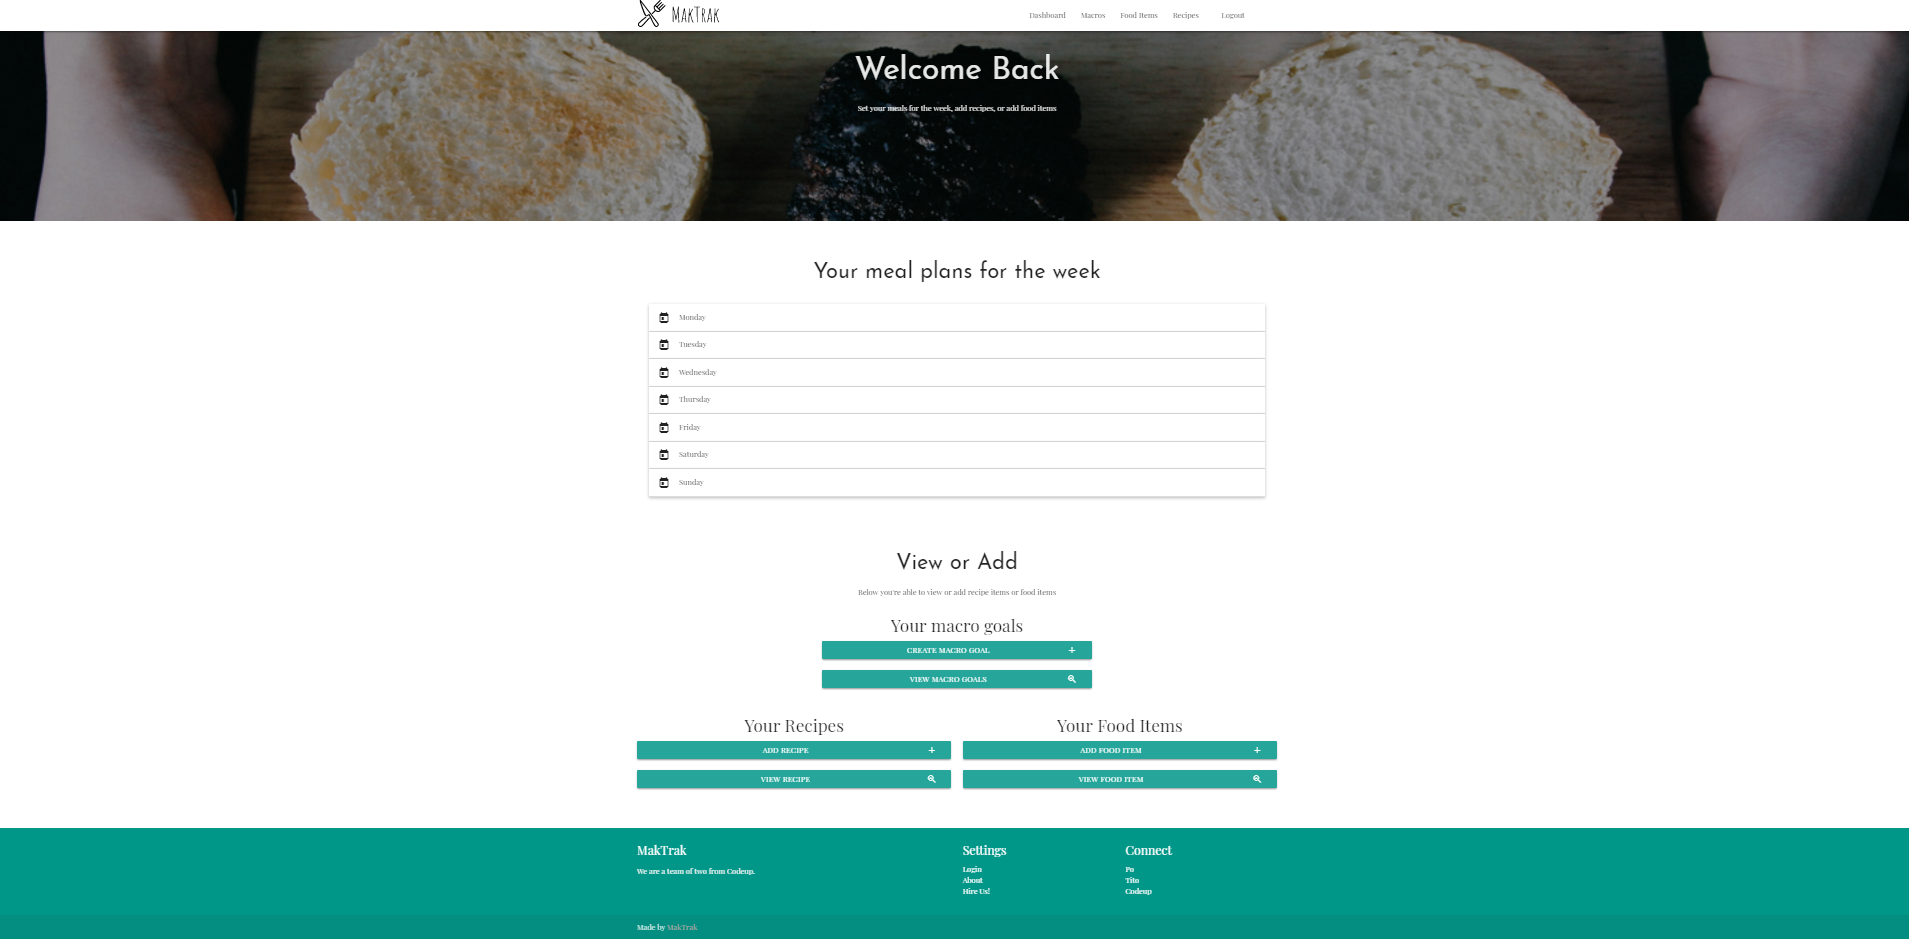 MakTrak
Dashboard Macros Food Items Recipes Logout
Welcome Back
Set your meals for the week, add recipes, or add food items
Your meal plans for the week
Monday
Tuesday
Wednesday
Thursday
Friday
Saturday
Sunday
View or Add
Below you're able to view or add recipe items or food items
Your macro goals
CREATE MACRO GOAL
VIEW MACRO GOALS
Your Recipes
ADD RECIPE
VIEW RECIPE
Your Food Items
ADD FOOD ITEM
VIEW FOOD ITEM
MakTrak
We are a team of two from Codeup.
Settings
Login
About
Hire Us!
Connect
Po
Tito
Codeup
Made by MakTrak